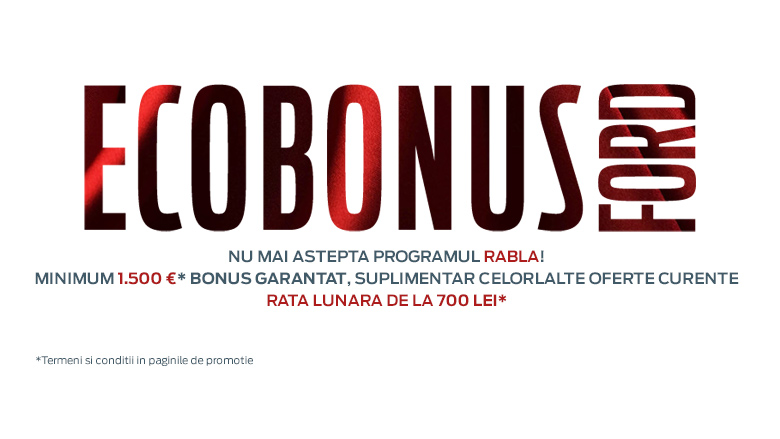 ECOBONUS FORD
NU MAI ASTEPTA PROGRAMUL RABLA!
MINIMUM 1.500 €* BONUS GARANTAT, SUPLIMENTAR CELORLALTE OFERTE CURENTE
RATA LUNARA DE LA 700 LEI*
*Termeni si conditii in paginile de promotie